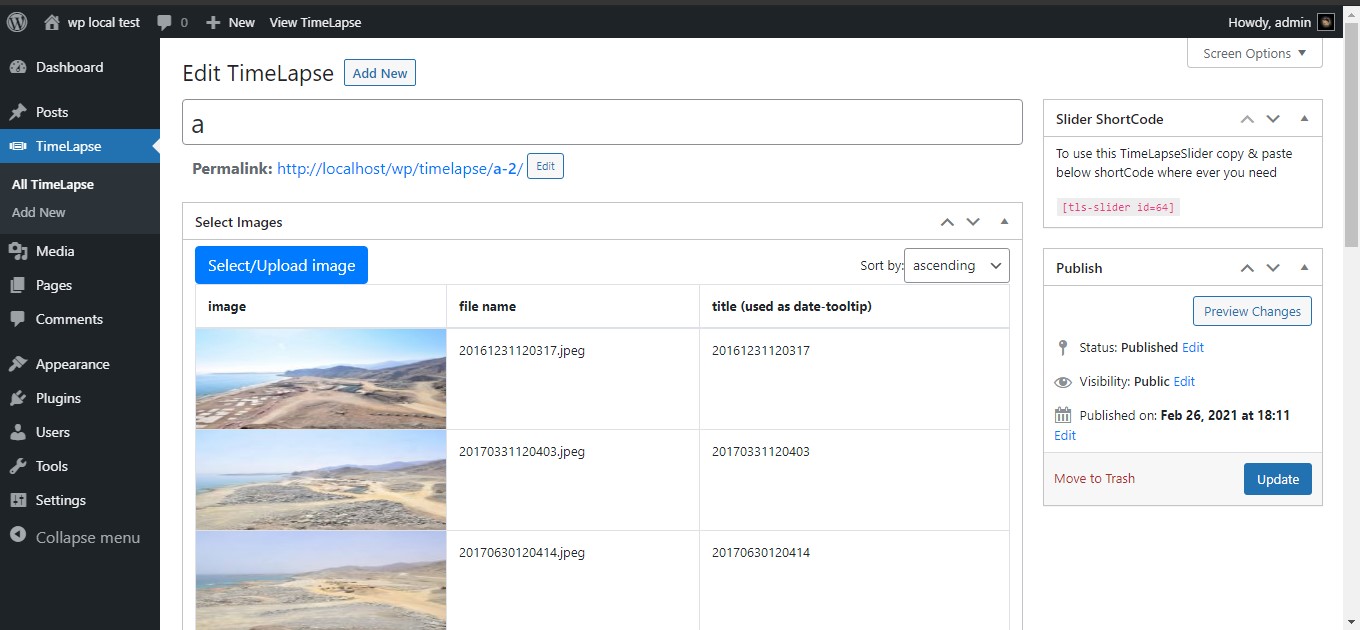 wp local test 0 New View TimeLapse Howdy, admin
Dashboard
Posts
TimeLapse
All TimeLapse
Add New
Media
Pages
Comments
Appearance
Plugins
Users
Tools
Settings
Collapse menu
Screen Options
Edit TimeLapse Add New
a
Permalink: http://localhost/wp/timelapse/a-2/ Edit
Select Images
Select/Upload image Sort by: ascending
image file name title (used as date-tooltip)
20161231120317.jpeg 20161231120317
20170331120403.jpeg 20170331120403
20170630120414.jpeg 20170630120414
Slider ShortCode
To use this TimeLapseSlider copy & paste
below shortCode where ever you need
[tls-slider id=64]
Publish
Preview Changes
Status: Published Edit
Visibility: Public Edit
Published on: Feb 26, 2021 at 18:11
Edit
Move to Trash Update